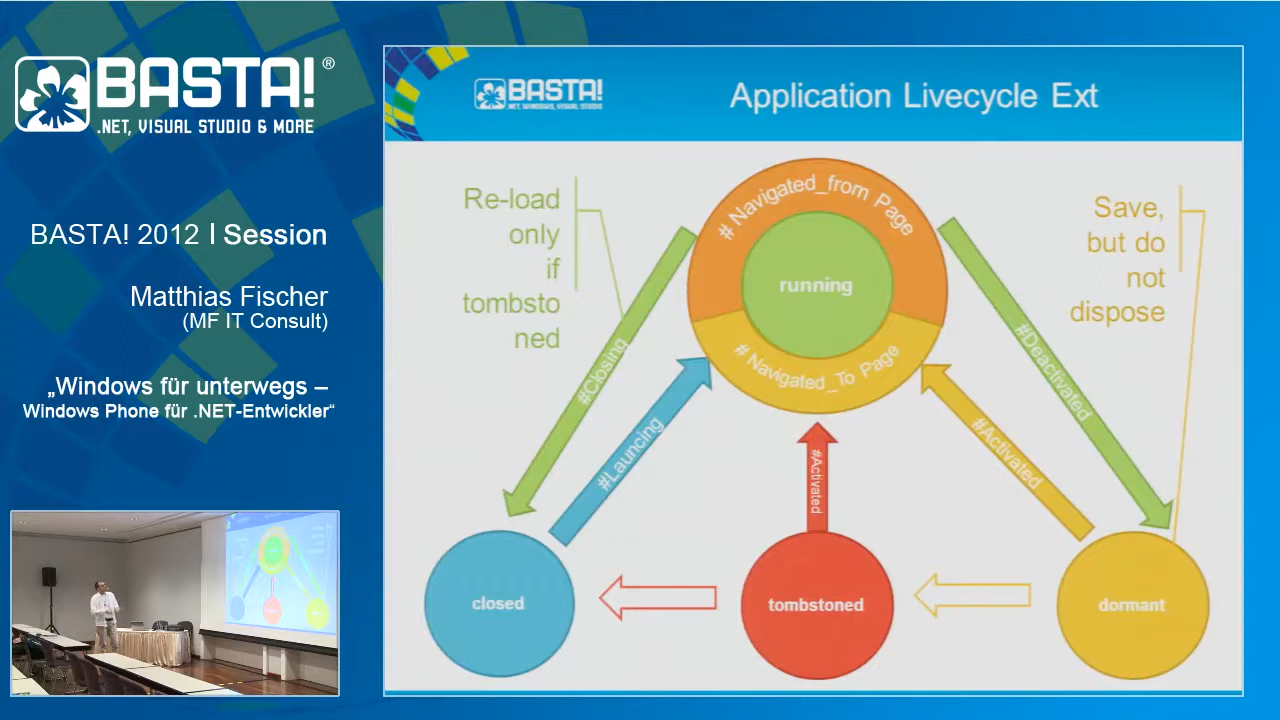 BASTA!®
.NET, VISUAL STUDIO & MORE
BASTA! 2012 I Session
Matthias Fischer
(MF IT Consult)
„Windows für unterwegs –
Windows Phone für .NET-Entwickler“
BASTA!
.NET, WINDOWS, VISUAL STUDIO
Application Livecycle Ext
Re-load
only
if
tombsto
ned
# Navigated_from Page
running
# Navigated_To Page
Save,
but do
not
dispose
#Closing
#Launcing
#Activated
#Activated
#Deactivated
closed
tombstoned
dormant